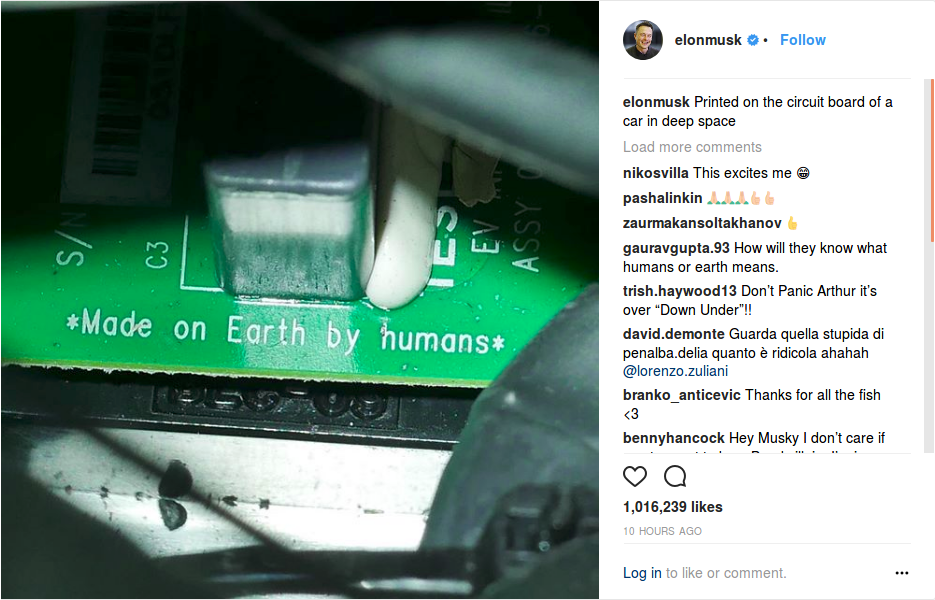 S/N
C3
TES
EV
ASSY
*Made on Earth by humans*
elonmusk • Follow
elonmusk Printed on the circuit board of a
car in deep space
Load more comments
nikosvilla This excites me 😁
pashalinkin 🙏🏻🙏🏻🙏🏻👍🏻👍🏻
zaurmakansoltakhanov 👍
gauravgupta.93 How will they know what
humans or earth means.
trish.haywood13 Don’t Panic Arthur it’s
over “Down Under”!!
david.demonte Guarda quella stupida di
penalba.delia quanto è ridicola ahahah
@lorenzo.zuliani
branko_anticevic Thanks for all the fish
<3
bennyhancock Hey Musky I don’t care if
1,016,239 likes
10 HOURS AGO
Log in to like or comment.